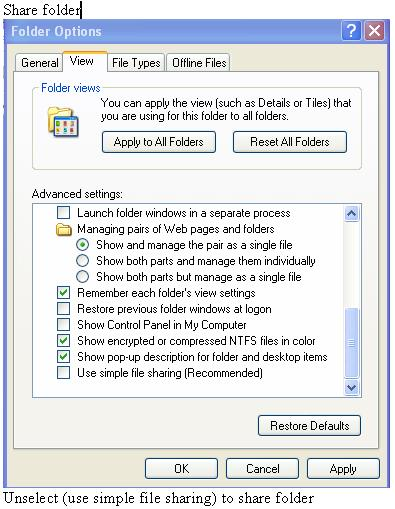 Share folder
Folder Options
General View File Types Offline Files
Folder views
You can apply the view (such as Details or Tiles) that
you are using for this folder to all folders.
Apply to All Folders Reset All Folders
Advanced settings:
Launch folder windows in a separate process
Managing pairs of Web pages and folders
Show and manage the pair as a single file
Show both parts and manage them individually
Show both parts but manage as a single file
Remember each folder's view settings
Restore previous folder windows at logon
Show Control Panel in My Computer
Show encrypted or compressed NTFS files in color
Show pop-up description for folder and desktop items
Use simple file sharing (Recommended)
Restore Defaults
OK Cancel Apply
Unselect (use simple file sharing) to share folder